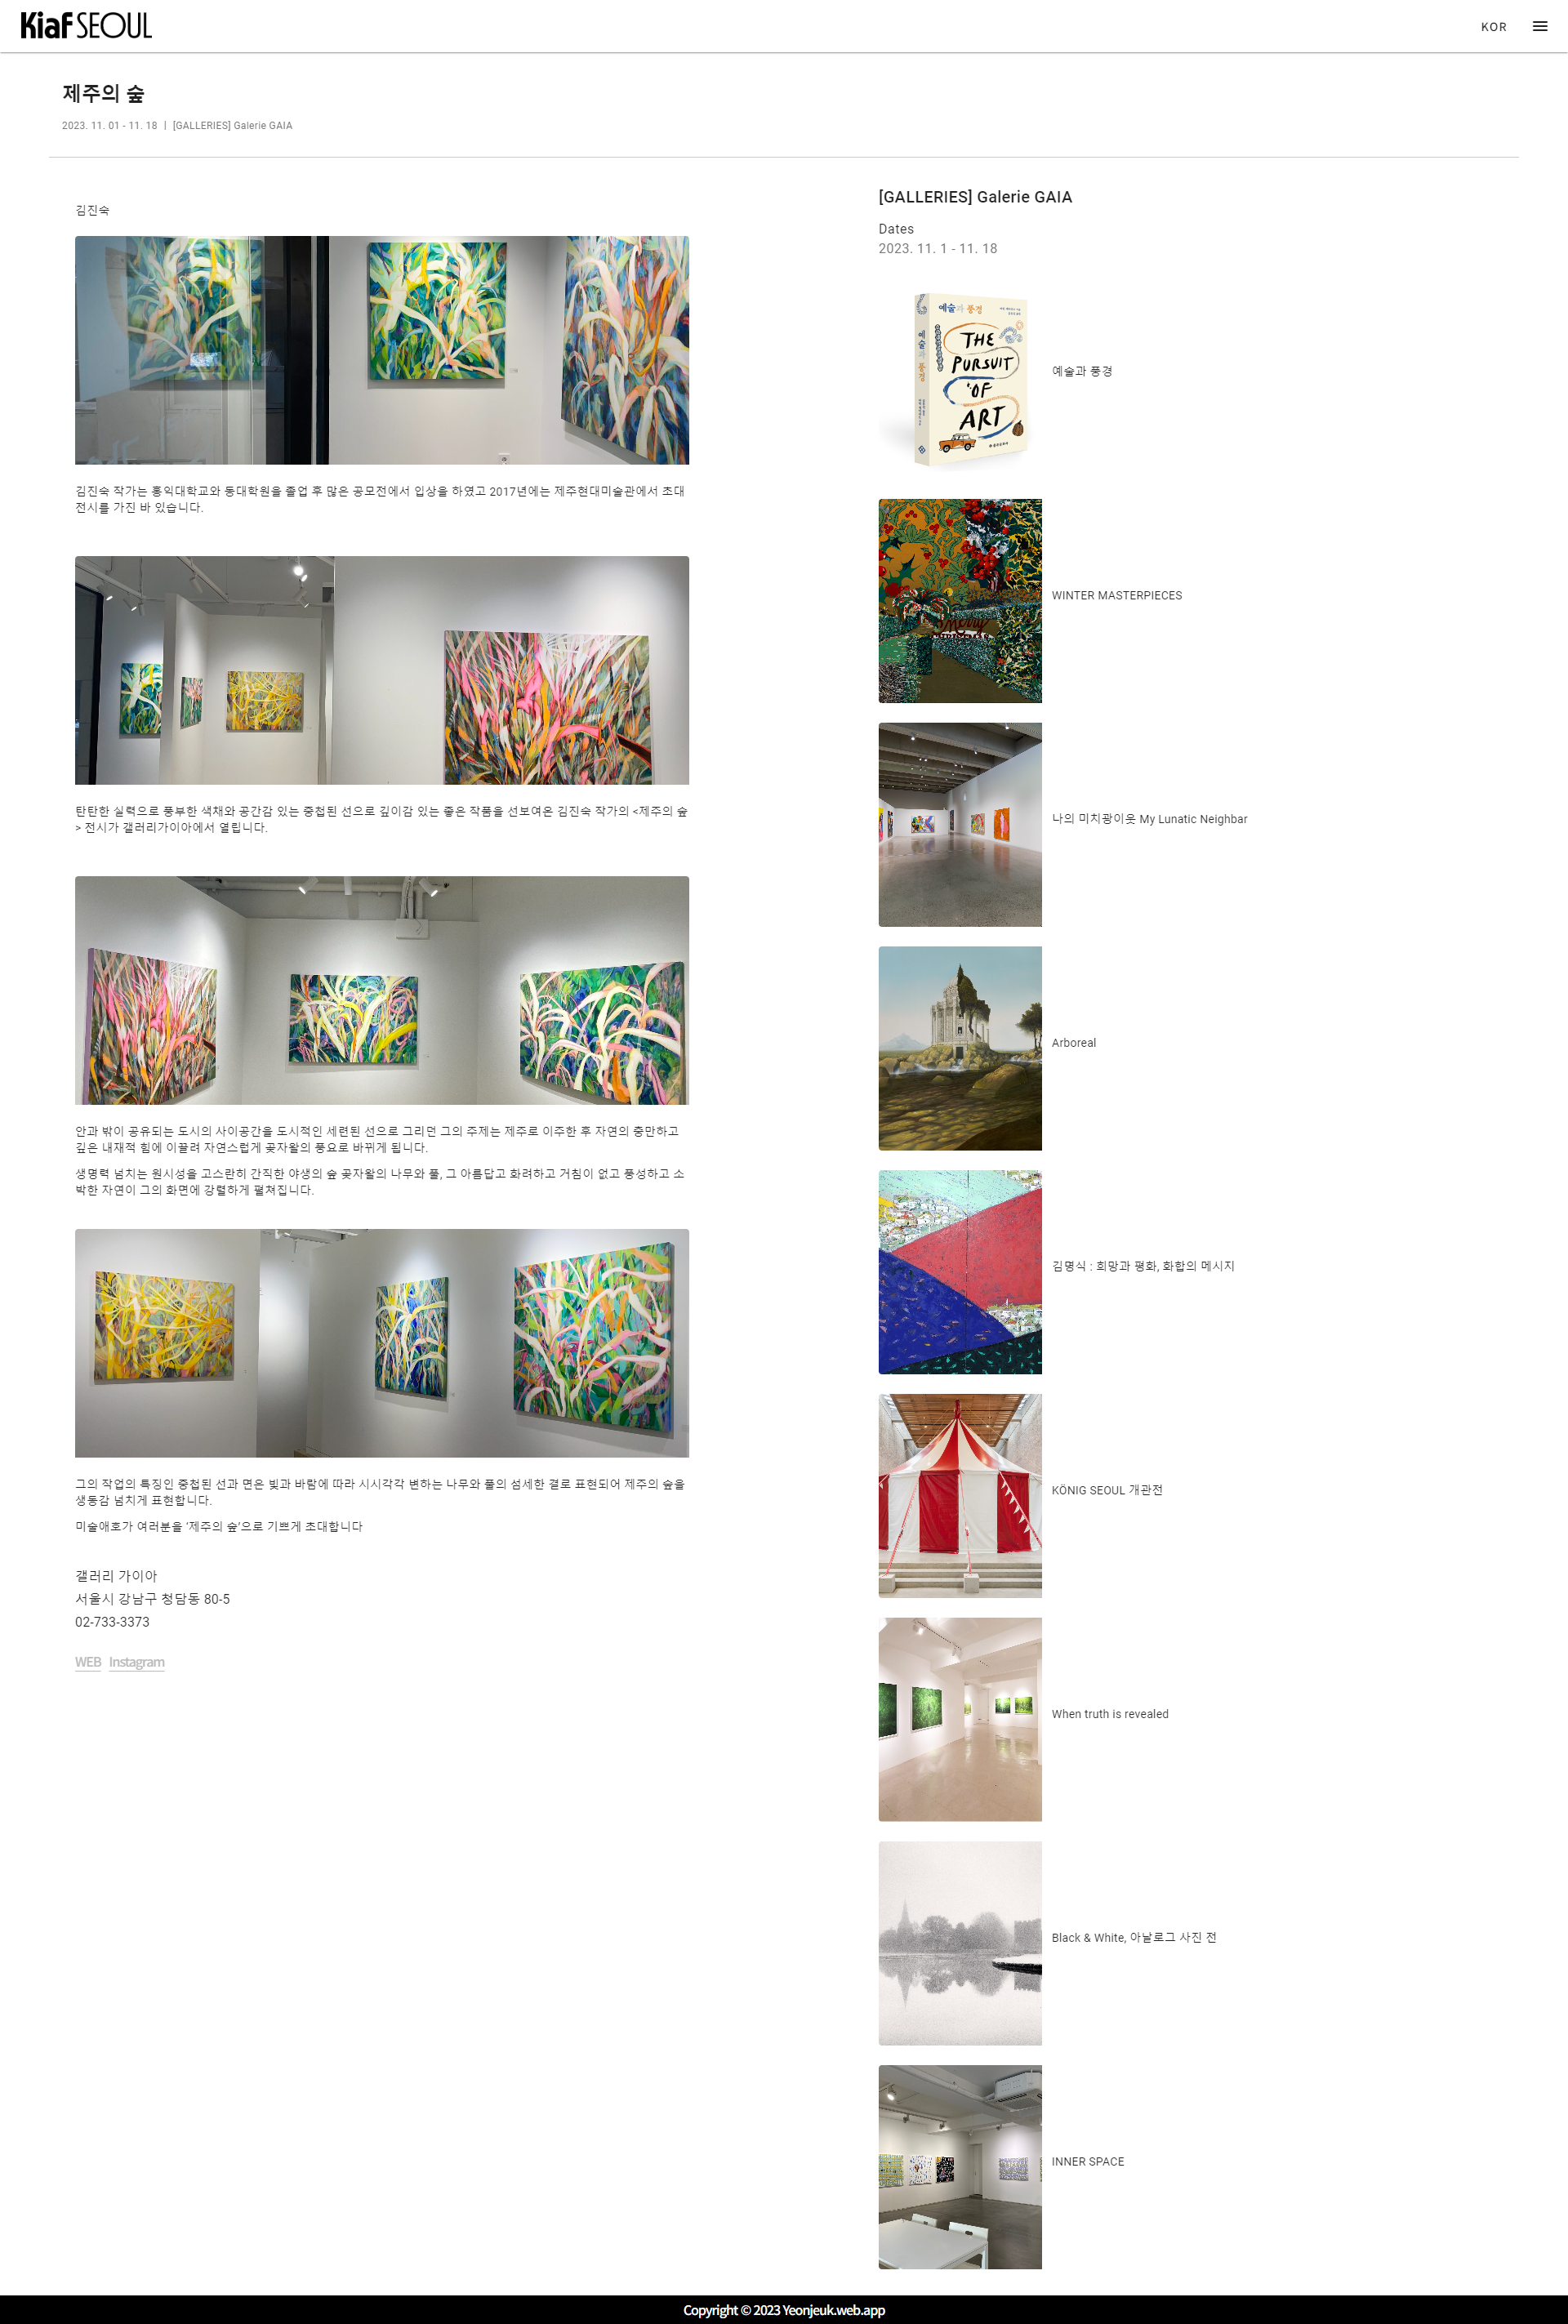 Kiaf SEOUL
KOR
제주의 숲
2023. 11. 01 - 11. 18 | [GALLERIES] Galerie GAIA
김진숙
김진숙 작가는 홍익대학교와 동대학원을 졸업 후 많은 공모전에서 입상을 하였고 2017년에는 제주현대미술관에서 초대
전시를 가진 바 있습니다.
탄탄한 실력으로 풍부한 색채와 공간감 있는 중첩된 선으로 깊이감 있는 좋은 작품을 선보여온 김진숙 작가의 <제주의 숲
> 전시가 갤러리가이아에서 열립니다.
안과 밖이 공유되는 도시의 사이공간을 도시적인 세련된 선으로 그리던 그의 주제는 제주로 이주한 후 자연의 충만하고
깊은 내재적 힘에 이끌려 자연스럽게 곶자왈의 풍요로 바뀌게 됩니다.
생명력 넘치는 원시성을 고스란히 간직한 야생의 숲 곶자왈의 나무와 풀, 그 아름답고 화려하고 거침이 없고 풍성하고 소
박한 자연이 그의 화면에 강렬하게 펼쳐집니다.
그의 작업의 특징인 중첩된 선과 면은 빛과 바람에 따라 시시각각 변하는 나무와 풀의 섬세한 결로 표현되어 제주의 숲을
생동감 넘치게 표현합니다.
미술애호가 여러분을 ‘제주의 숲’으로 기쁘게 초대합니다
갤러리 가이아
서울시 강남구 청담동 80-5
02-733-3373
WEB Instagram
[GALLERIES] Galerie GAIA
Dates
2023. 11. 1 - 11. 18
예술과 풍경
예술과 풍경
THE
PURSUIT
OF
ART
예술과 풍경
Merry
WINTER MASTERPIECES
나의 미치광이웃 My Lunatic Neighbar
Arboreal
김명식 : 희망과 평화, 화합의 메시지
KÖNIG SEOUL 개관전
When truth is revealed
Black & White, 아날로그 사진 전
INNER SPACE
Copyright © 2023 Yeonjeuk.web.app